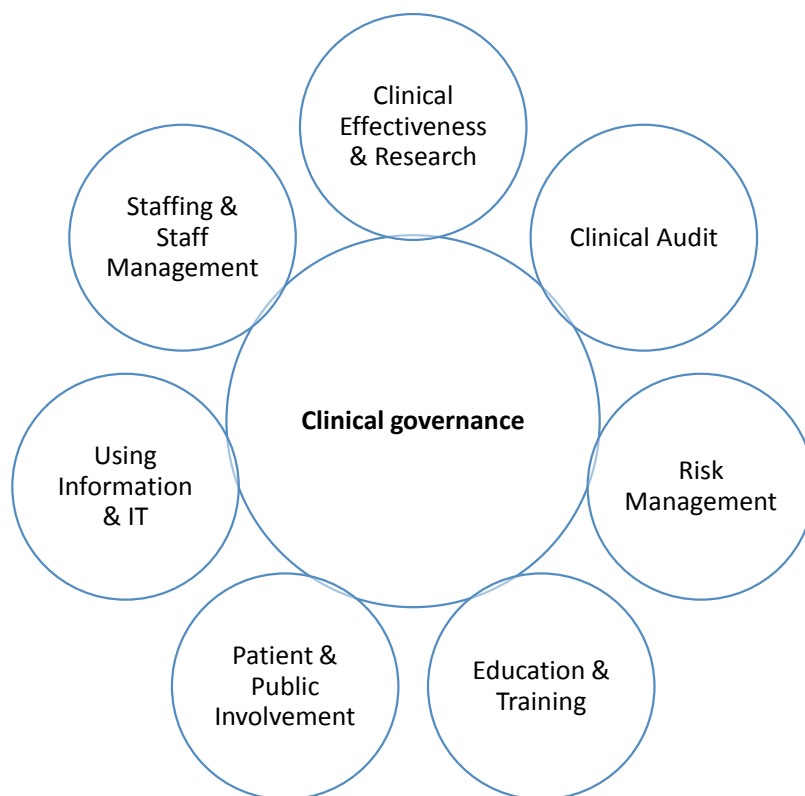 Clinical
Effectiveness
& Research
Clinical Audit
Risk
Management
Education &
Training
Patient &
Public
Involvement
Using
Information
& IT
Staffing &
Staff
Management
Clinical governance